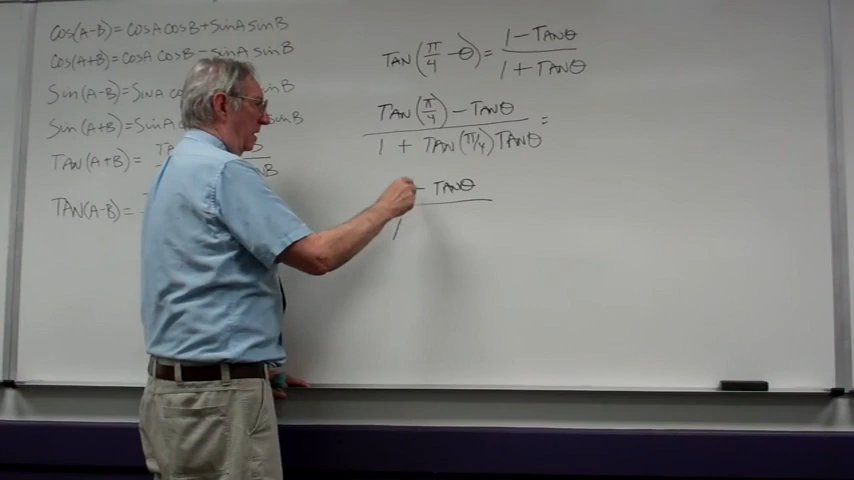 COS(A-B)= COSA COSB + SINA SINB
COS(A+B)= COSA COSB - SINA SINB
SIN(A-B)= SINA
SIN(A+B)= SINA SINB
TAN(A+B)=
TAN(A-B)=
TAN(π/4 - θ) = (1 - TANθ)/(1 + TANθ)
TAN(π/4) - TANθ =
1 + TAN(π/4) TANθ
- TANθ
1